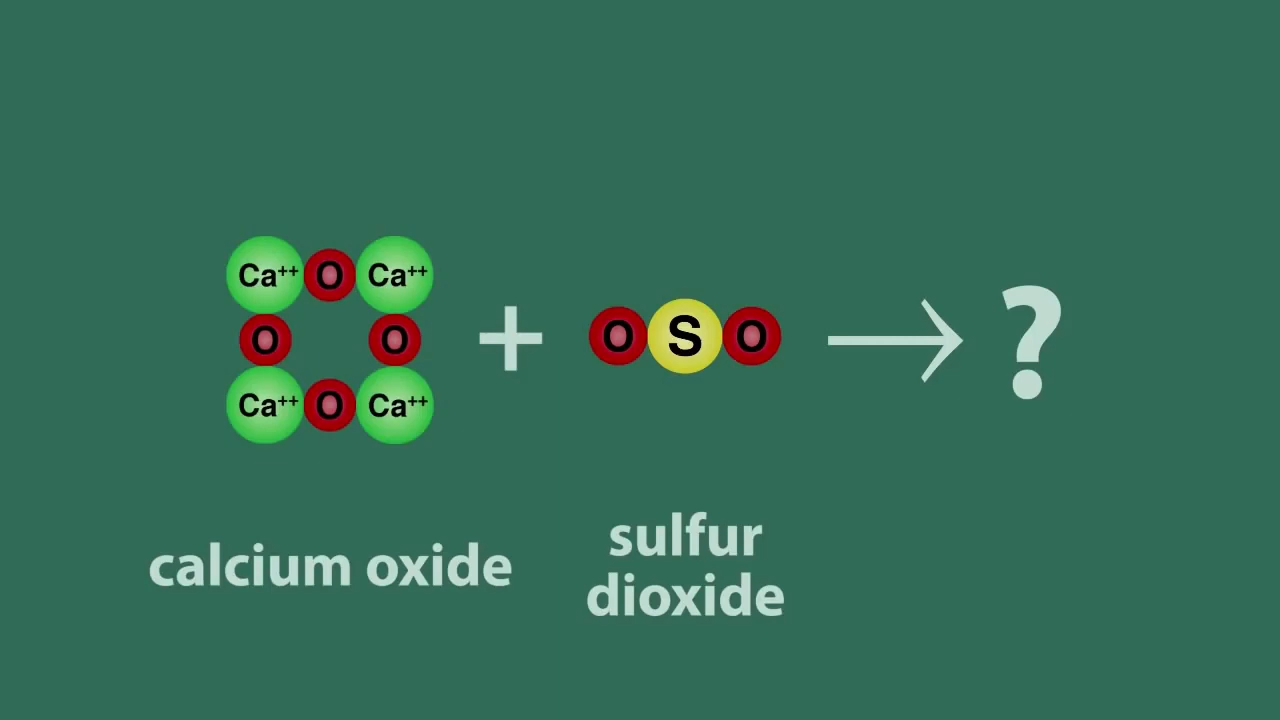 Ca++ O Ca++
O O
Ca++ O Ca++
+
O S O
→ ?
calcium oxide
sulfur
dioxide